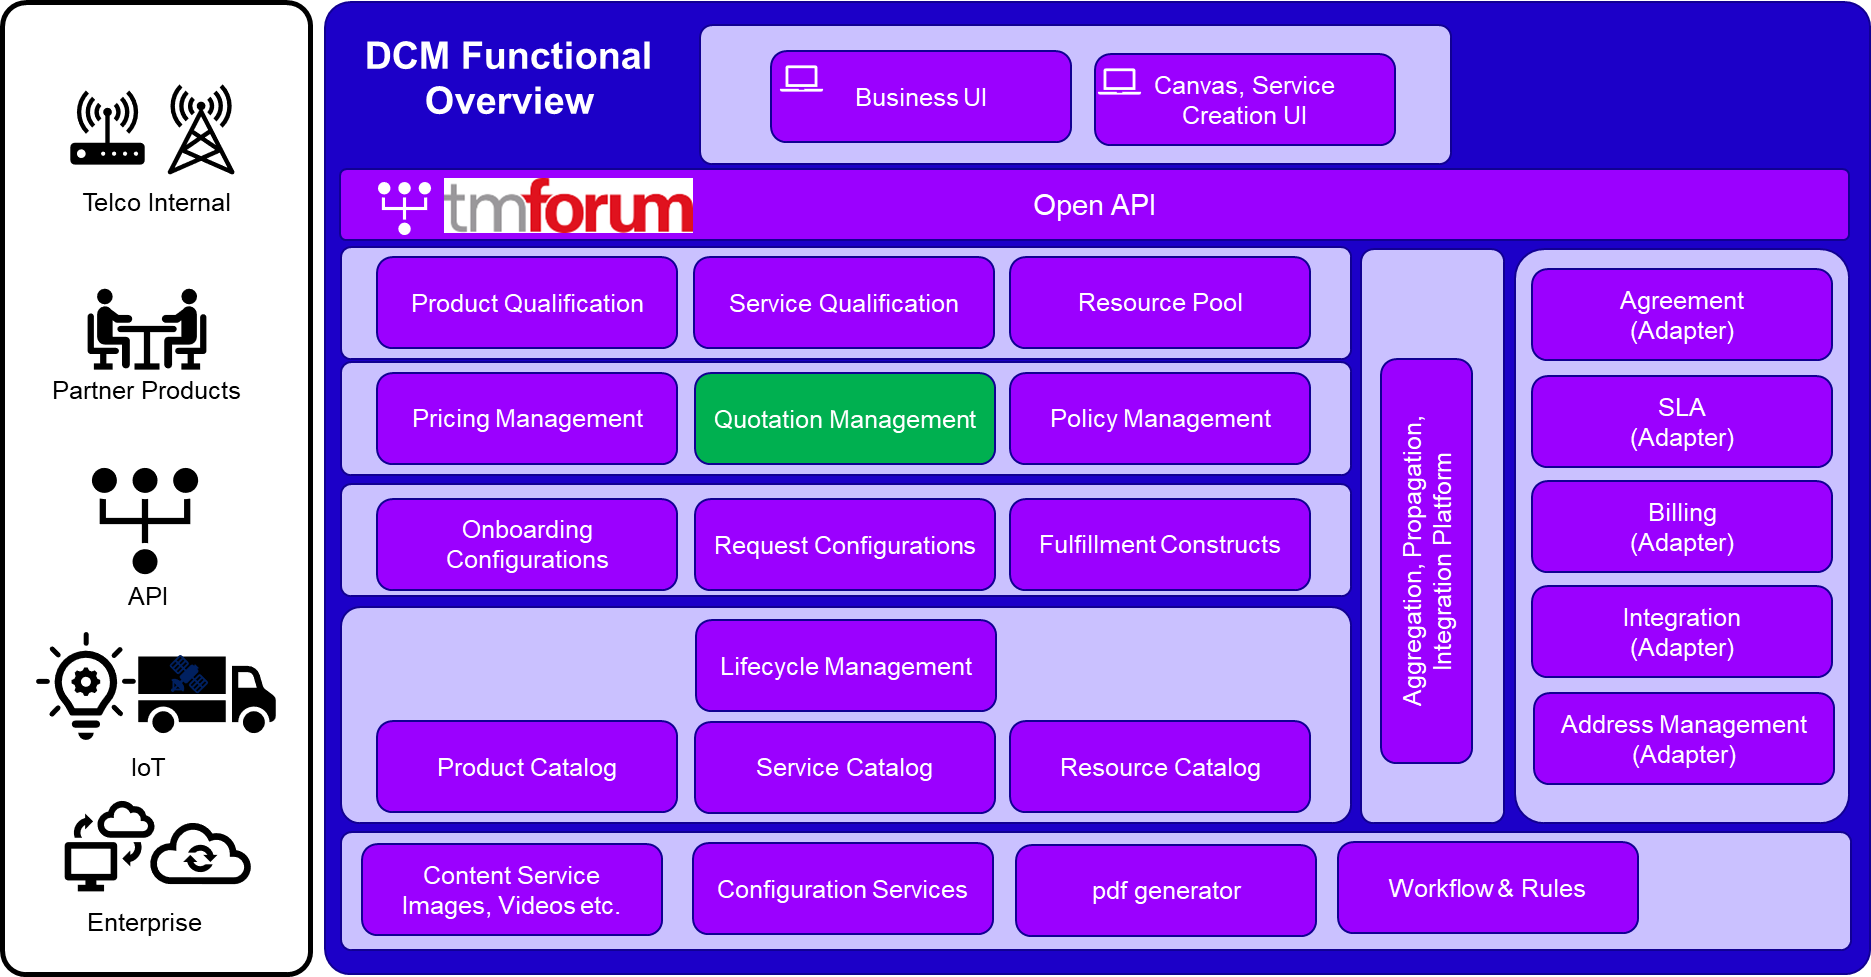 Telco Internal
Partner Products
API
IoT
Enterprise
DCM Functional
Overview
Business UI
Canvas, Service
Creation UI
tmforum
Open API
Product Qualification
Service Qualification
Resource Pool
Pricing Management
Quotation Management
Policy Management
Onboarding
Configurations
Request Configurations
Fulfillment Constructs
Lifecycle Management
Product Catalog
Service Catalog
Resource Catalog
Aggregation, Propagation,
Integration Platform
Agreement
(Adapter)
SLA
(Adapter)
Billing
(Adapter)
Integration
(Adapter)
Address Management
(Adapter)
Content Service
Images, Videos etc.
Configuration Services
pdf generator
Workflow & Rules